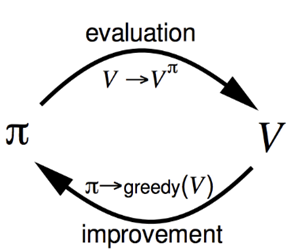 evaluation
V → V^π
π
V
π→greedy(V)
improvement